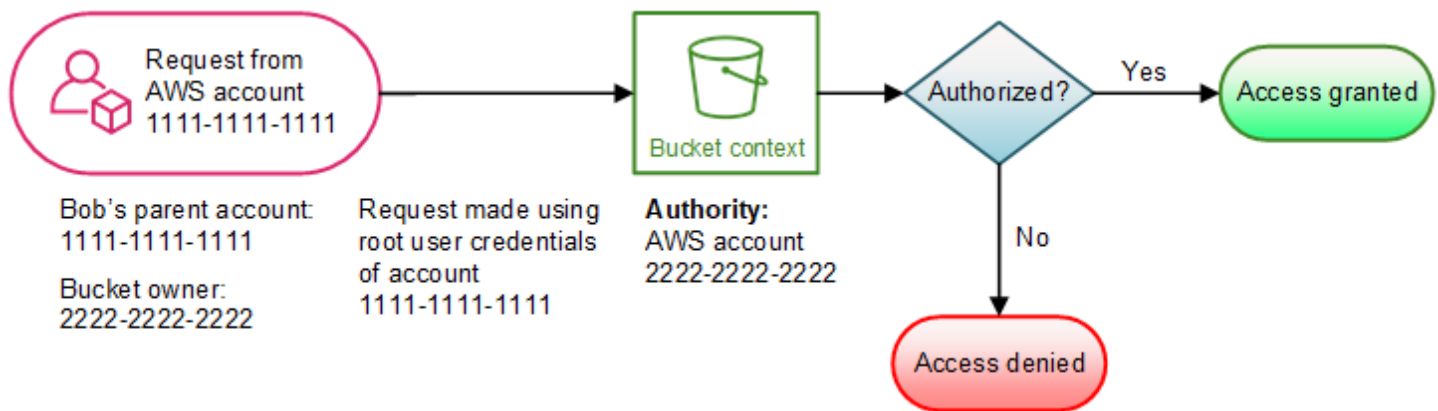 Request from
AWS account
1111-1111-1111
Bucket context
Authorized?
Yes
Access granted
No
Access denied
Bob's parent account:
1111-1111-1111
Bucket owner:
2222-2222-2222
Request made using
root user credentials
of account
1111-1111-1111
Authority:
AWS account
2222-2222-2222